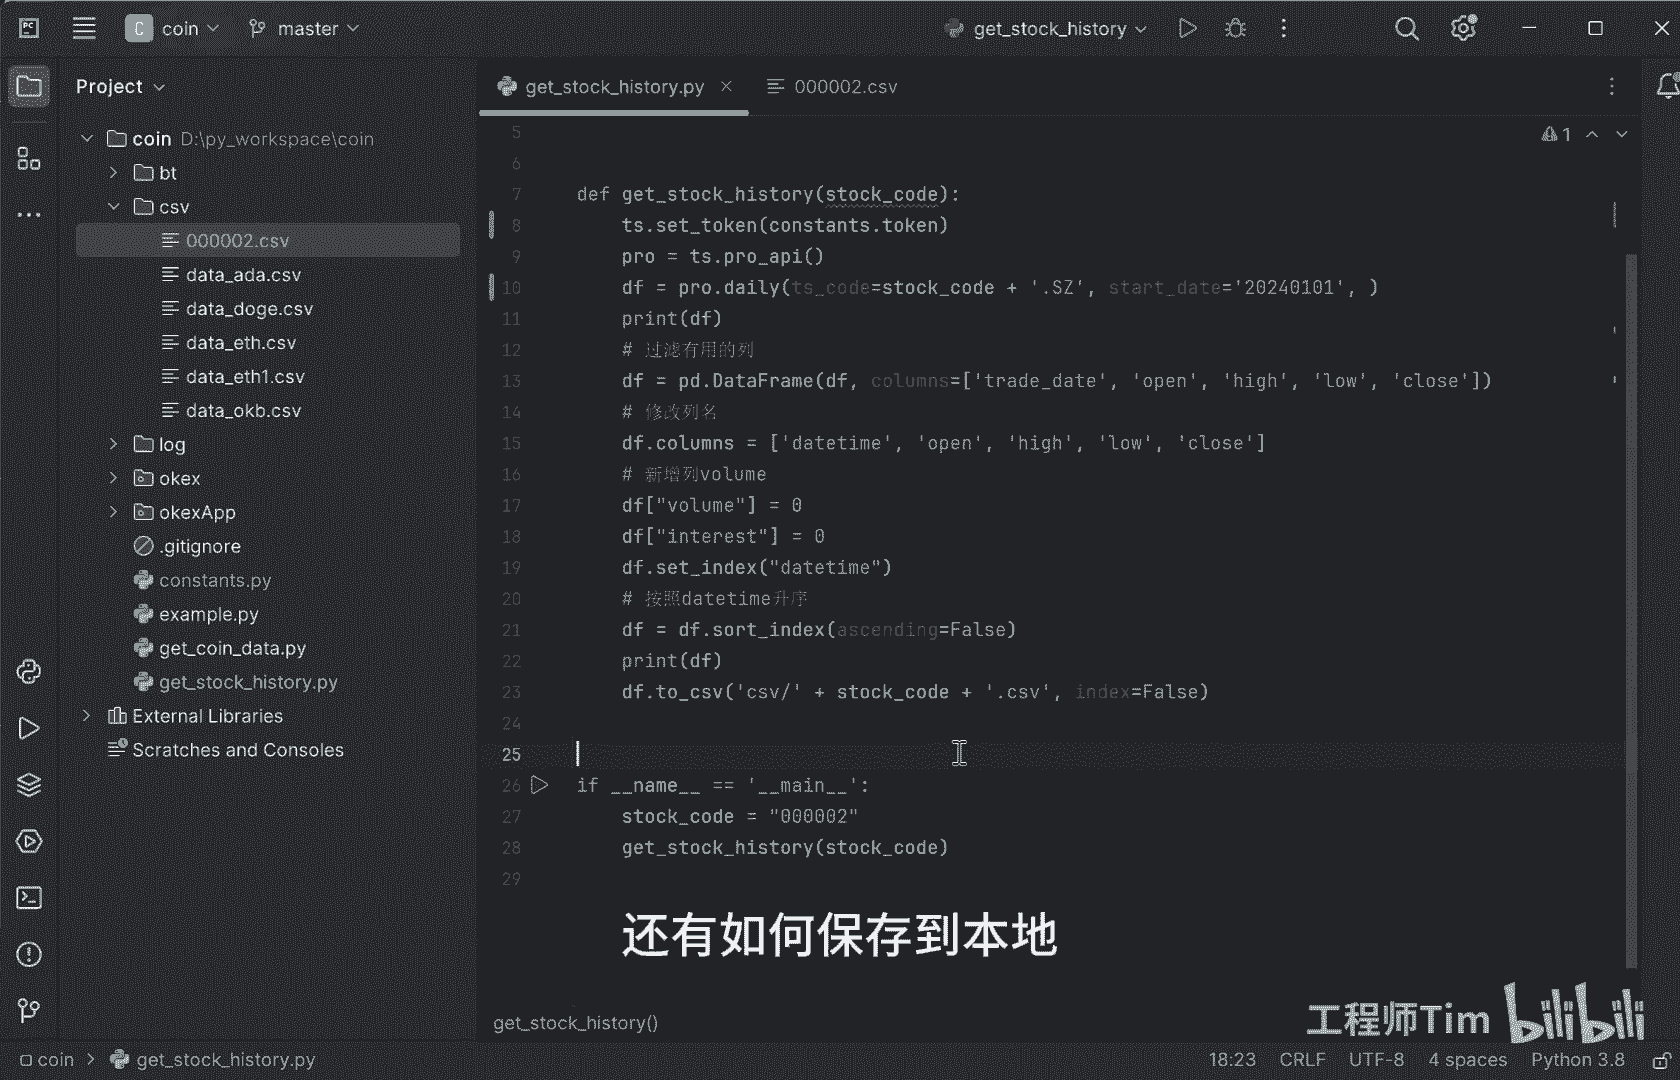 PC
C coin
master
get_stock_history
Project
get_stock_history.py
000002.csv
coin D:\py_workspace\coin
bt
csv
000002.csv
data_ada.csv
data_doge.csv
data_eth.csv
data_eth1.csv
data_okb.csv
log
okex
okexApp
.gitignore
constants.py
example.py
get_coin_data.py
get_stock_history.py
External Libraries
Scratches and Consoles
1
5
6
7 def get_stock_history(stock_code):
8     ts.set_token(constants.token)
9     pro = ts.pro_api()
10     df = pro.daily(ts_code=stock_code + '.SZ', start_date='20240101', )
11     print(df)
12     # 过滤有用的列
13     df = pd.DataFrame(df, columns=['trade_date', 'open', 'high', 'low', 'close'])
14     # 修改列名
15     df.columns = ['datetime', 'open', 'high', 'low', 'close']
16     # 新增列volume
17     df["volume"] = 0
18     df["interest"] = 0
19     df.set_index("datetime")
20     # 按照datetime升序
21     df = df.sort_index(ascending=False)
22     print(df)
23     df.to_csv('csv/' + stock_code + '.csv', index=False)
24
25
26 if __name__ == '__main__':
27     stock_code = "000002"
28     get_stock_history(stock_code)
29
还有如何保存到本地
工程师Tim bilibili
get_stock_history()
coin > get_stock_history.py
18:23 CRLF UTF-8 4 spaces Python 3.8